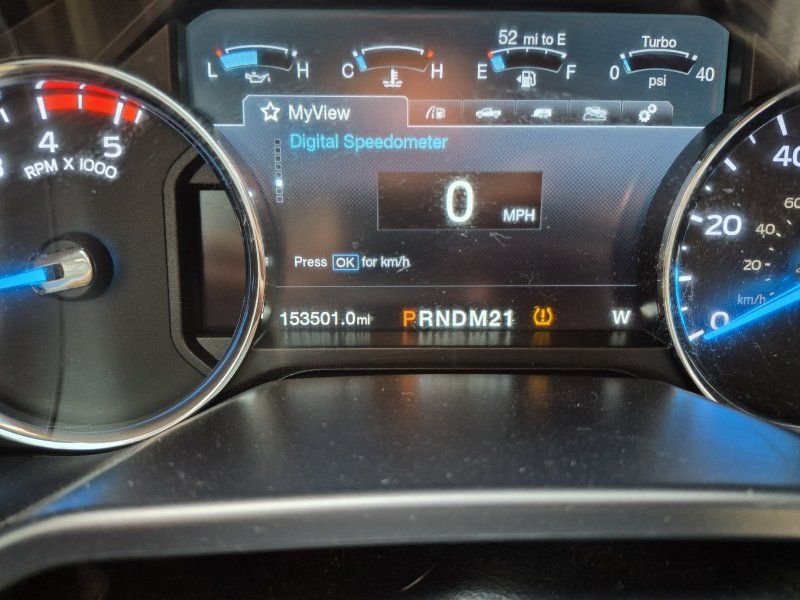 52 mi to E
Turbo
L H C H E F 0 40
psi
MyView
Digital Speedometer
0
MPH
Press OK for km/h
153501.0mi PRNDM21 W
4 5
RPM X 1000
40
20
0
60
40
20
km/h